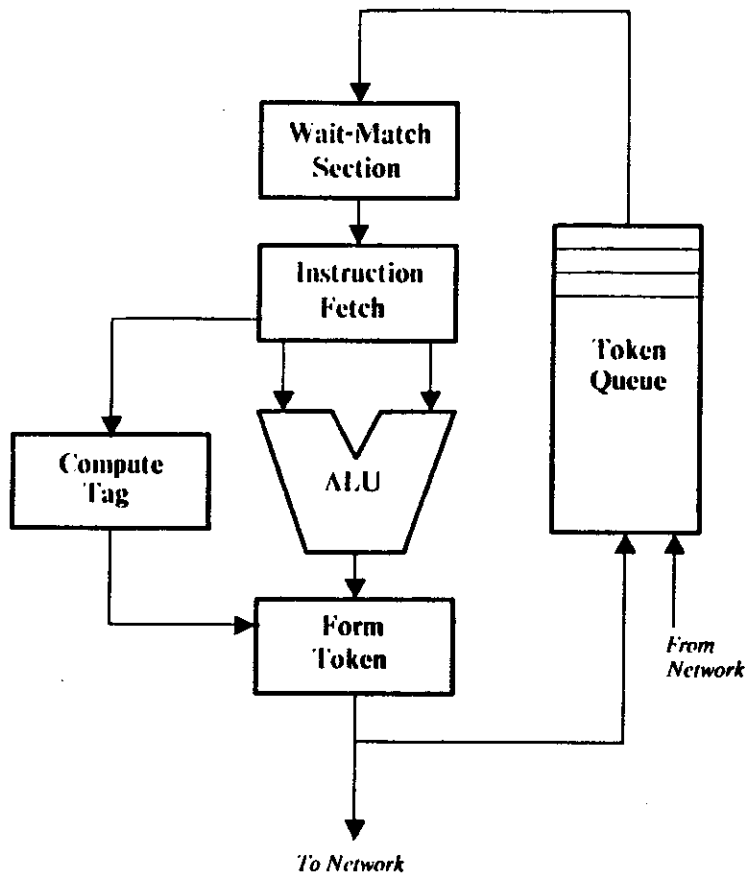 Wait-Match
Section
Instruction
Fetch
Token
Queue
Compute
Tag
ALU
Form
Token
From
Network
To Network